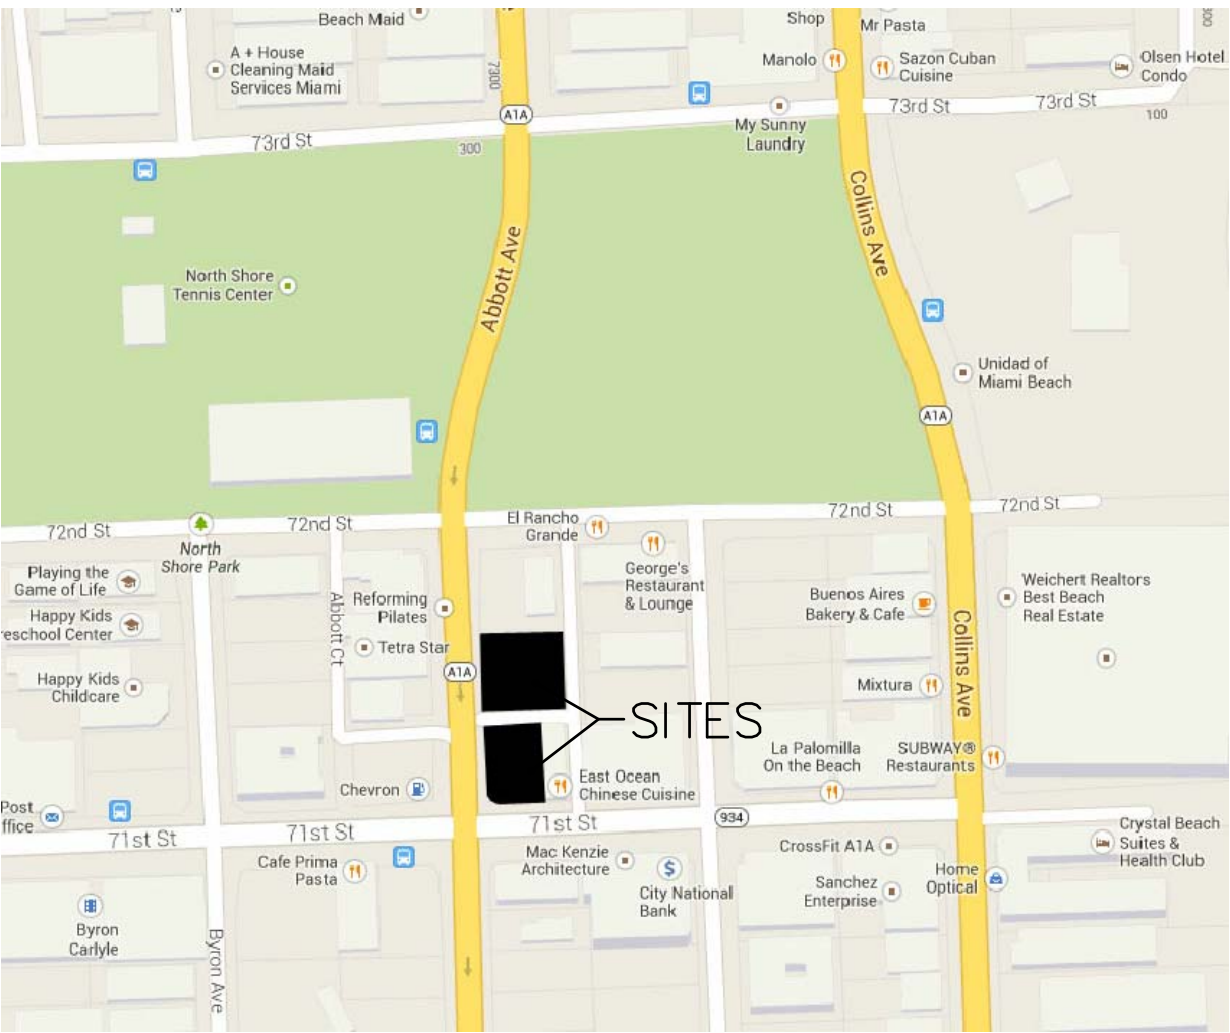 Beach Maid
Shop
Mr Pasta
A + House
Cleaning Maid
Services Miami
7300
Manolo
Sazon Cuban
Cuisine
Olsen Hotel
Condo
A1A
73rd St
73rd St
100
73rd St
300
My Sunny
Laundry
Collins Ave
Abbott Ave
North Shore
Tennis Center
Unidad of
Miami Beach
A1A
72nd St
72nd St
72nd St
72nd St
El Rancho
Grande
North
Shore Park
George's
Restaurant
& Lounge
Playing the
Game of Life
Happy Kids
reschool Center
Happy Kids
Childcare
Abbott Ct
Reforming
Pilates
Tetra Star
A1A
Buenos Aires
Bakery & Cafe
Weichert Realtors
Best Beach
Real Estate
Collins Ave
Mixtura
SITES
La Palomilla
On the Beach
SUBWAY®
Restaurants
Chevron
East Ocean
Chinese Cuisine
Post
ffice
71st St
71st St
71st St
934
Crystal Beach
Suites &
Health Club
Cafe Prima
Pasta
Mac Kenzie
Architecture
City National
Bank
CrossFit A1A
Sanchez
Enterprise
Home
Optical
Byron
Carlyle
Byron Ave